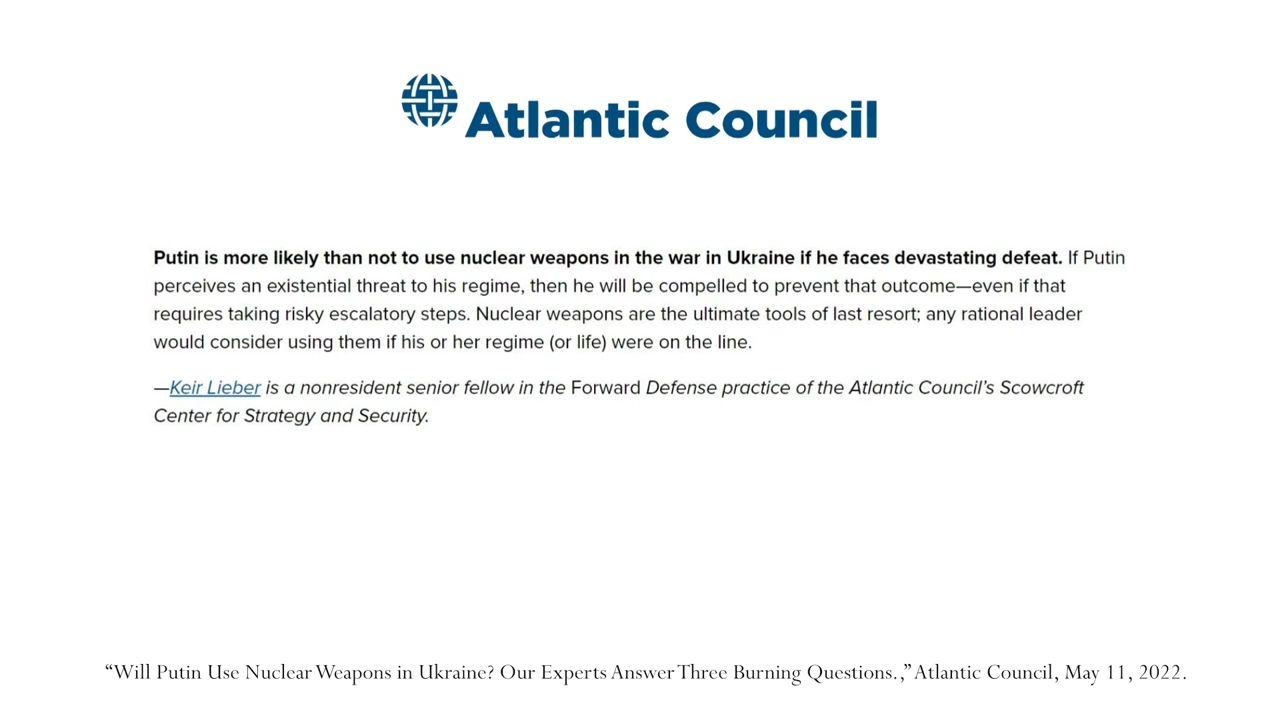 Atlantic Council
Putin is more likely than not to use nuclear weapons in the war in Ukraine if he faces devastating defeat. If Putin
perceives an existential threat to his regime, then he will be compelled to prevent that outcome—even if that
requires taking risky escalatory steps. Nuclear weapons are the ultimate tools of last resort; any rational leader
would consider using them if his or her regime (or life) were on the line.
—Keir Lieber is a nonresident senior fellow in the Forward Defense practice of the Atlantic Council’s Scowcroft
Center for Strategy and Security.
“Will Putin Use Nuclear Weapons in Ukraine? Our Experts Answer Three Burning Questions.,” Atlantic Council, May 11, 2022.